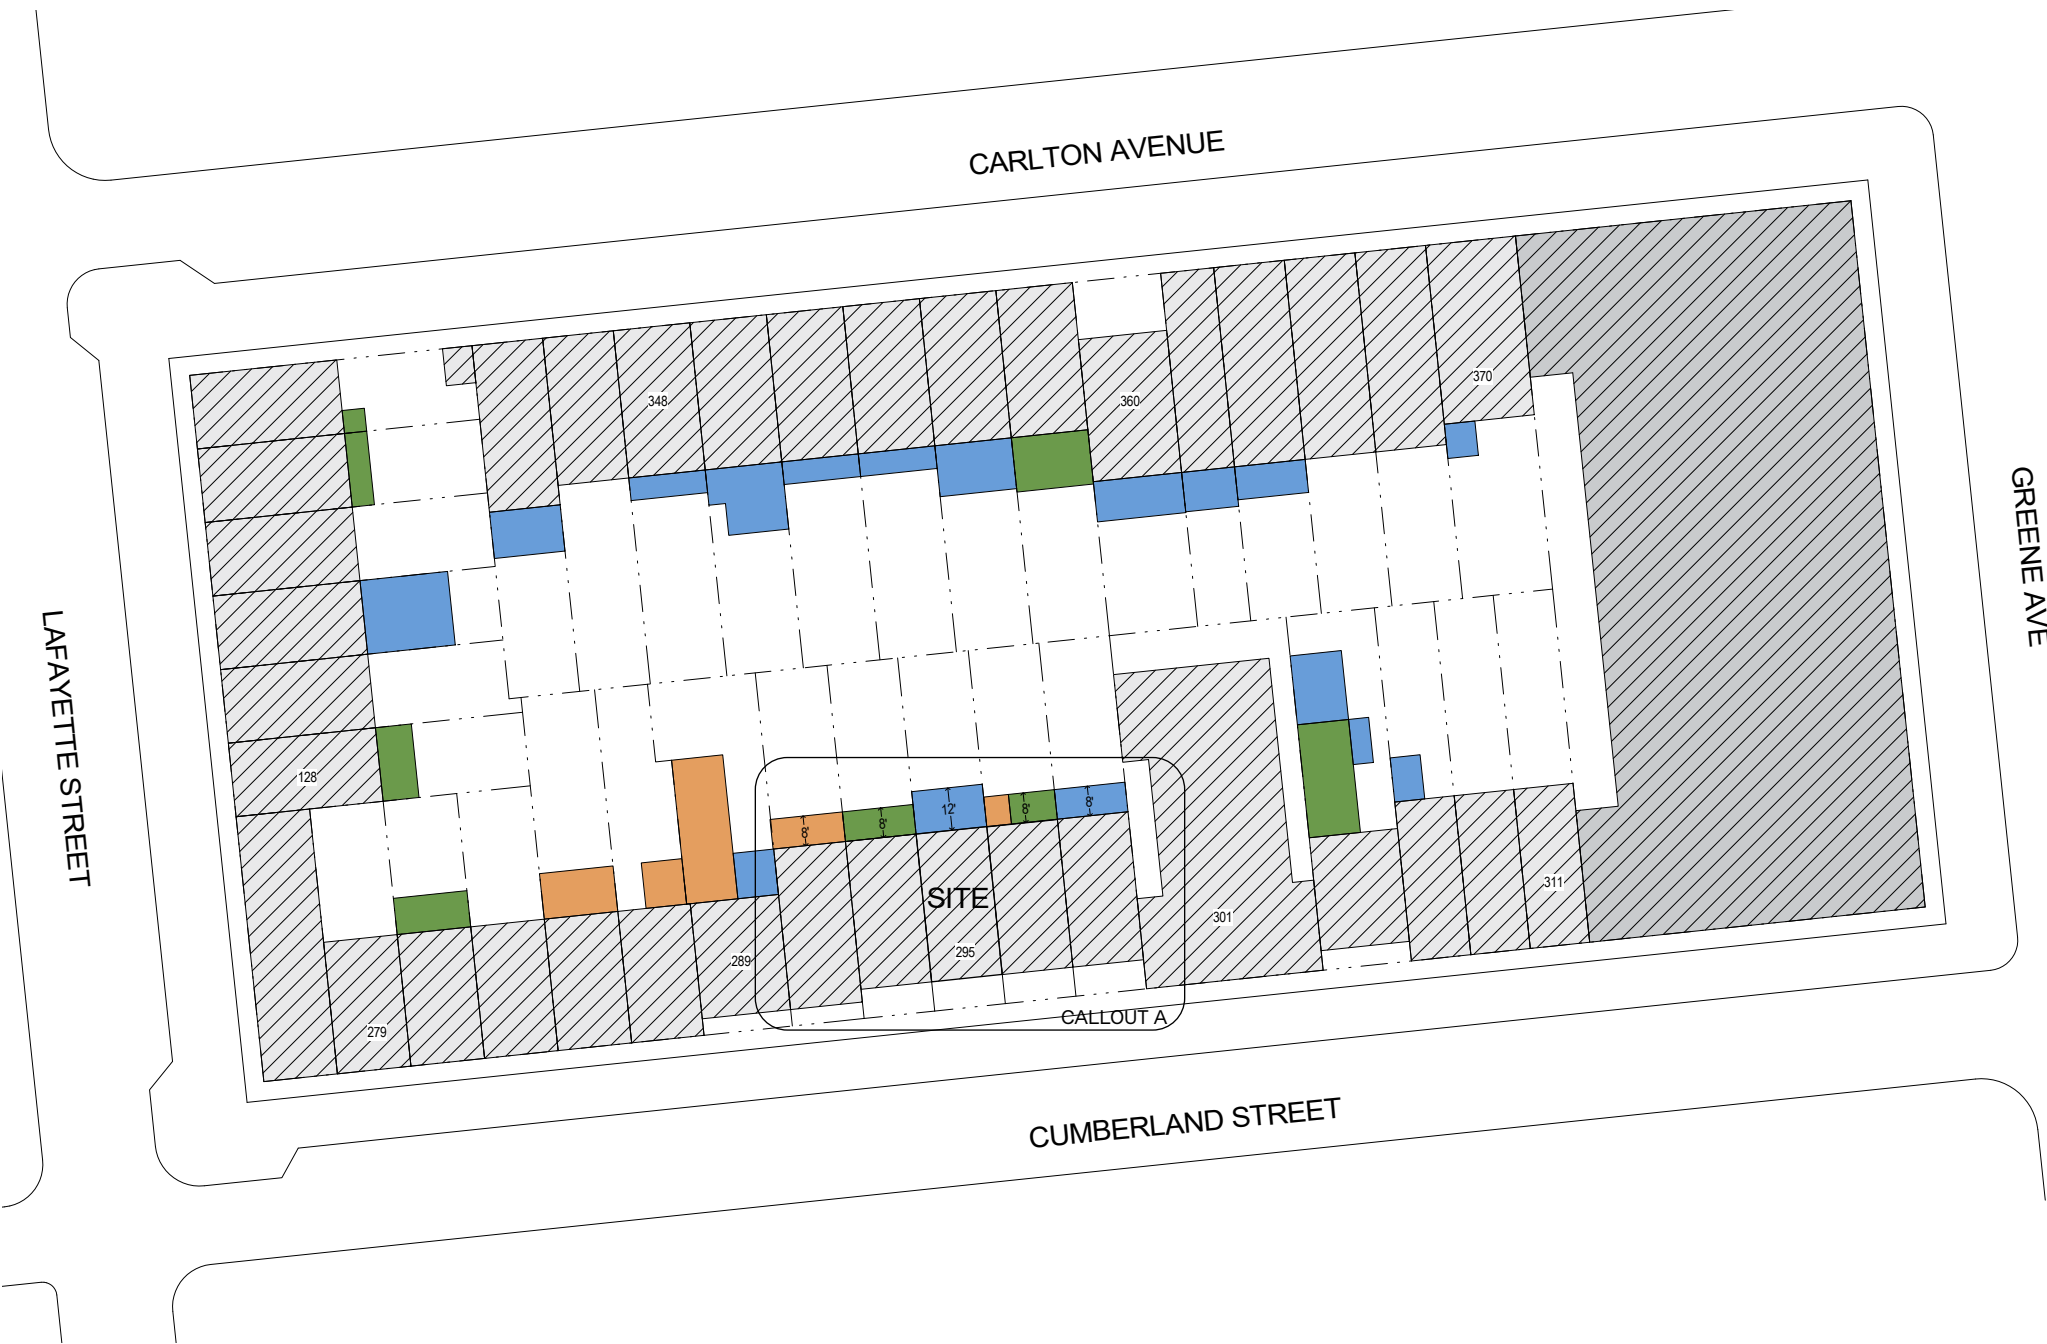 CARLTON AVENUE
370
348
360
GREENE AVE
LAFAYETTE STREET
128
12'
8'
8'
8'
8'
311
SITE
301
295
289
CALLOUT A
279
CUMBERLAND STREET